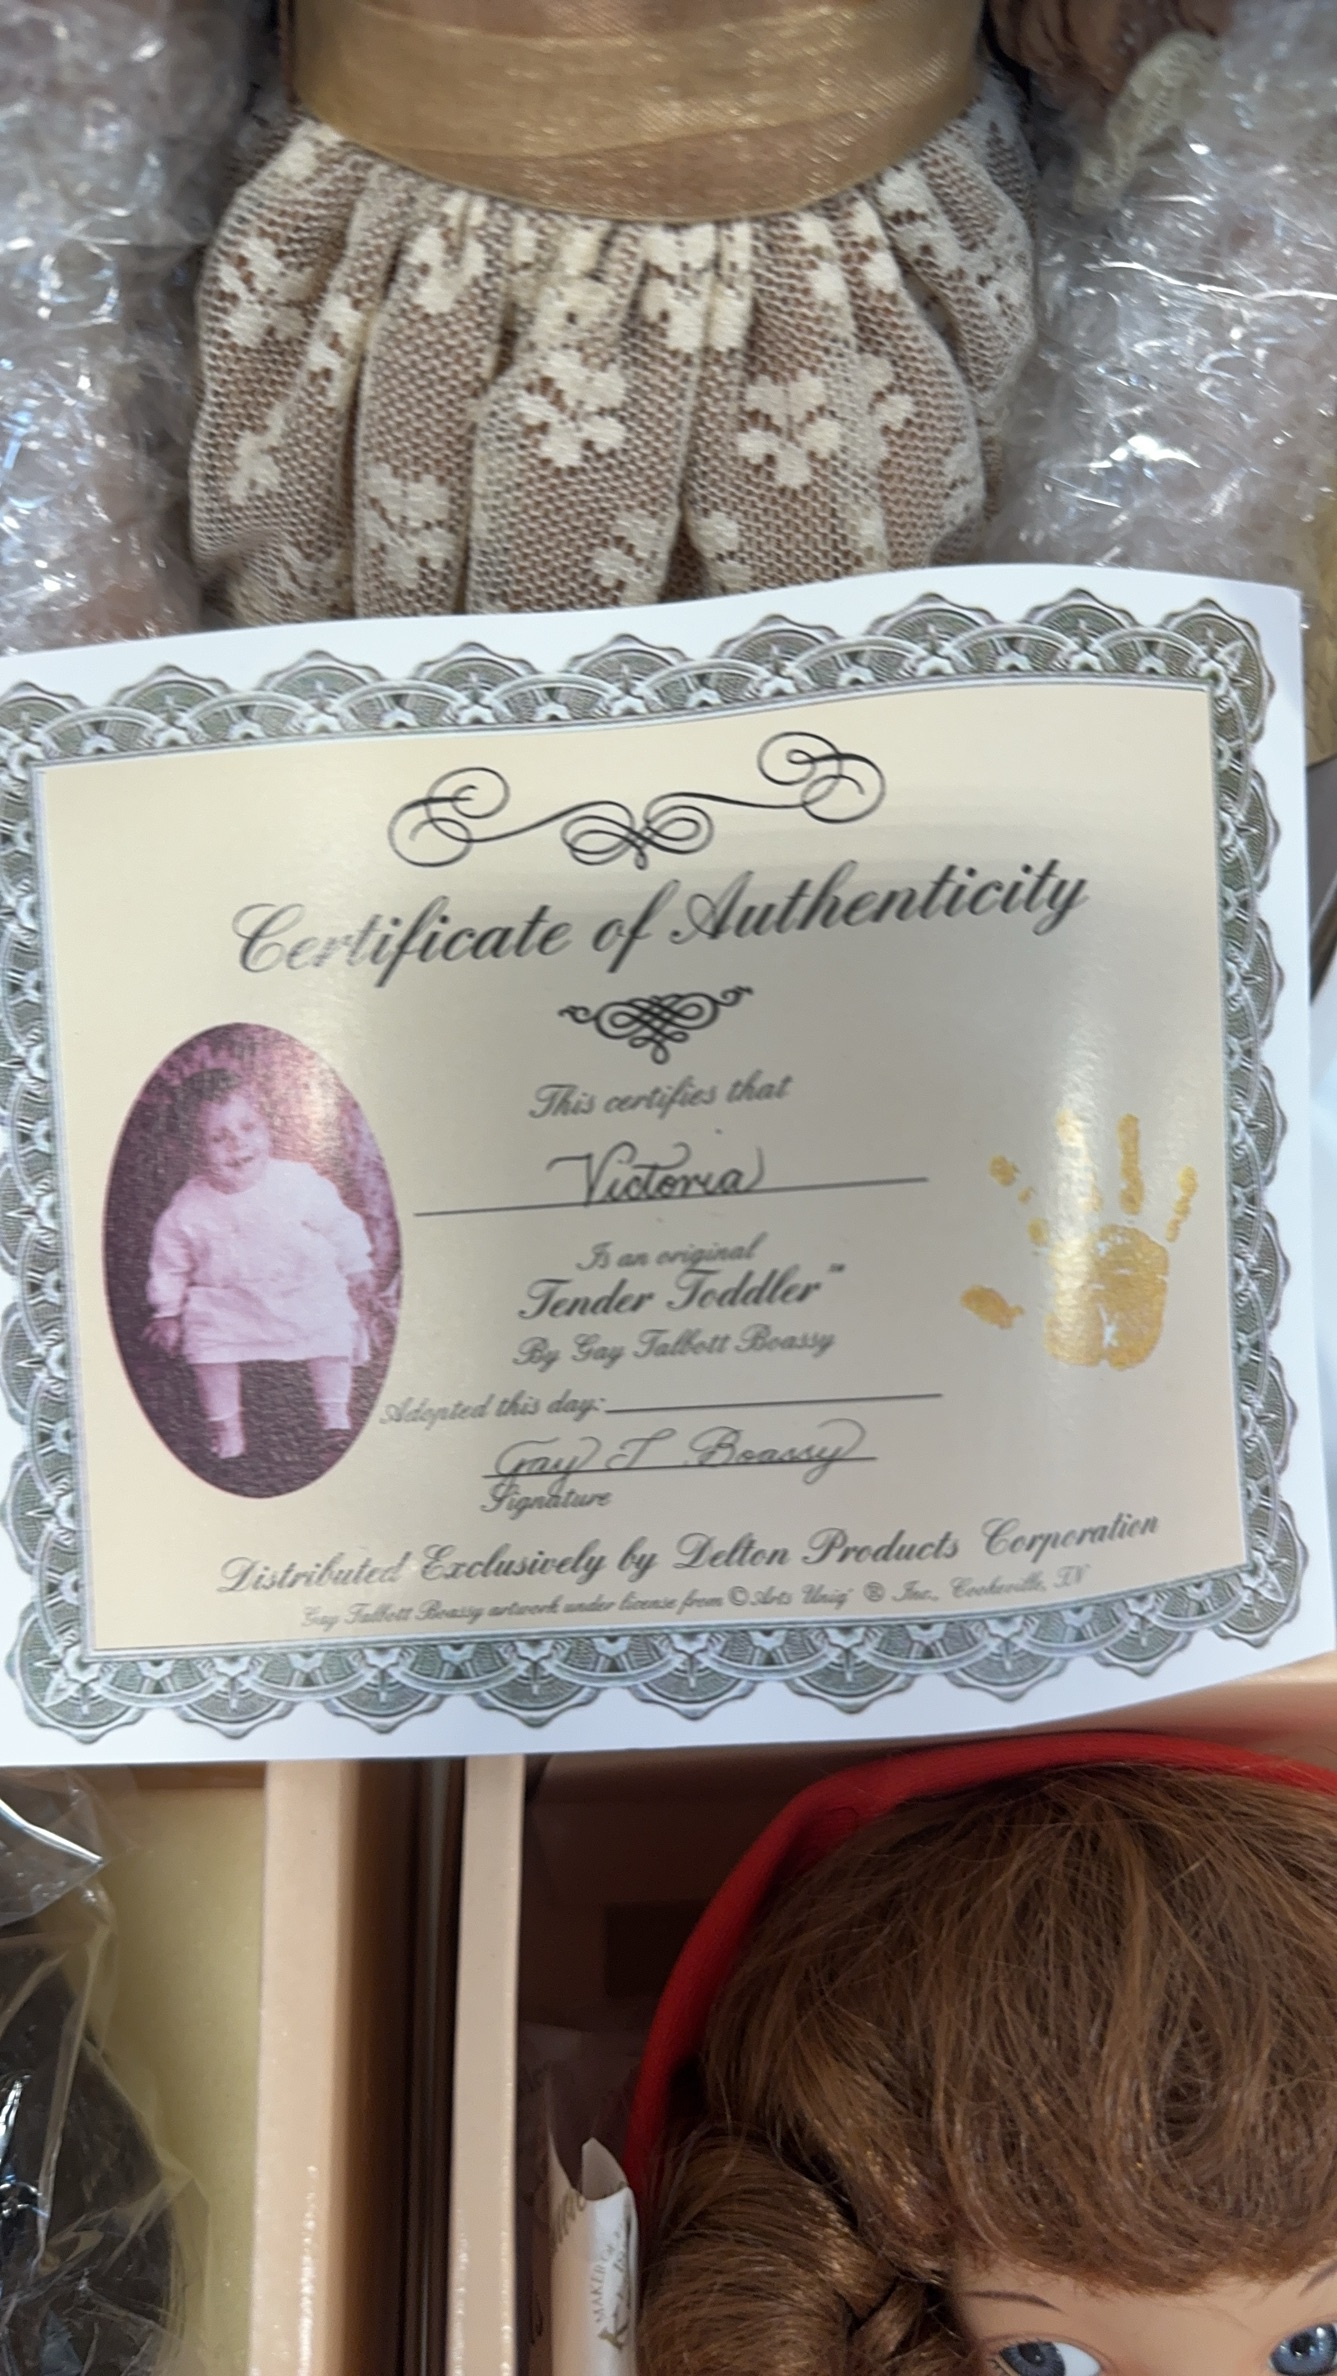 Certificate of Authenticity
This certifies that
Victoria
Is an original
Tender Toddler™
By Gay Talbott Boassy
Adopted this day:
Gay T Boassy
Signature
Distributed Exclusively by Delton Products Corporation
Gay Talbott Boassy artwork under license from ©Arts Uniq' ® Inc., Cookeville, TN
MAKER OF